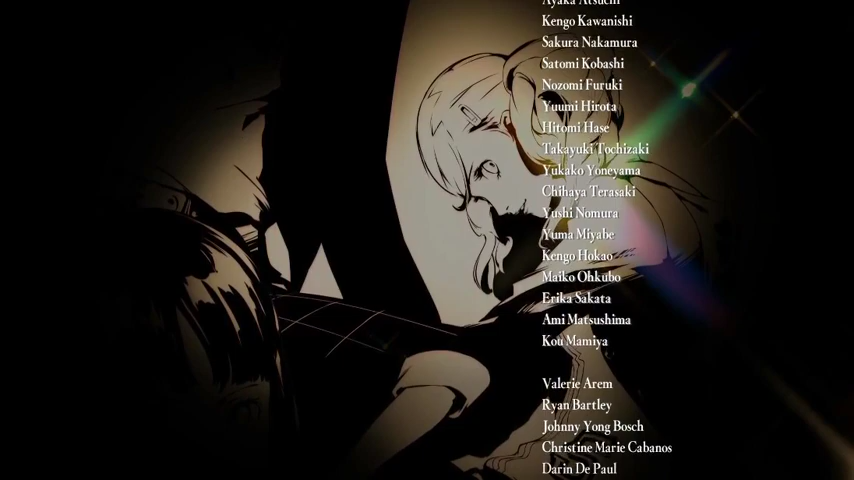 Ayaka Atsuchi
Kengo Kawanishi
Sakura Nakamura
Satomi Kobashi
Nozomi Furuki
Yuumi Hirota
Hitomi Hase
Takayuki Tochizaki
Yukako Yoneyama
Chihaya Terasaki
Yushi Nomura
Yuma Miyabe
Kengo Hokao
Maiko Ohkubo
Erika Sakata
Ami Matsushima
Kou Mamiya
Valerie Arem
Ryan Bartley
Johnny Yong Bosch
Christine Marie Cabanos
Darin De Paul